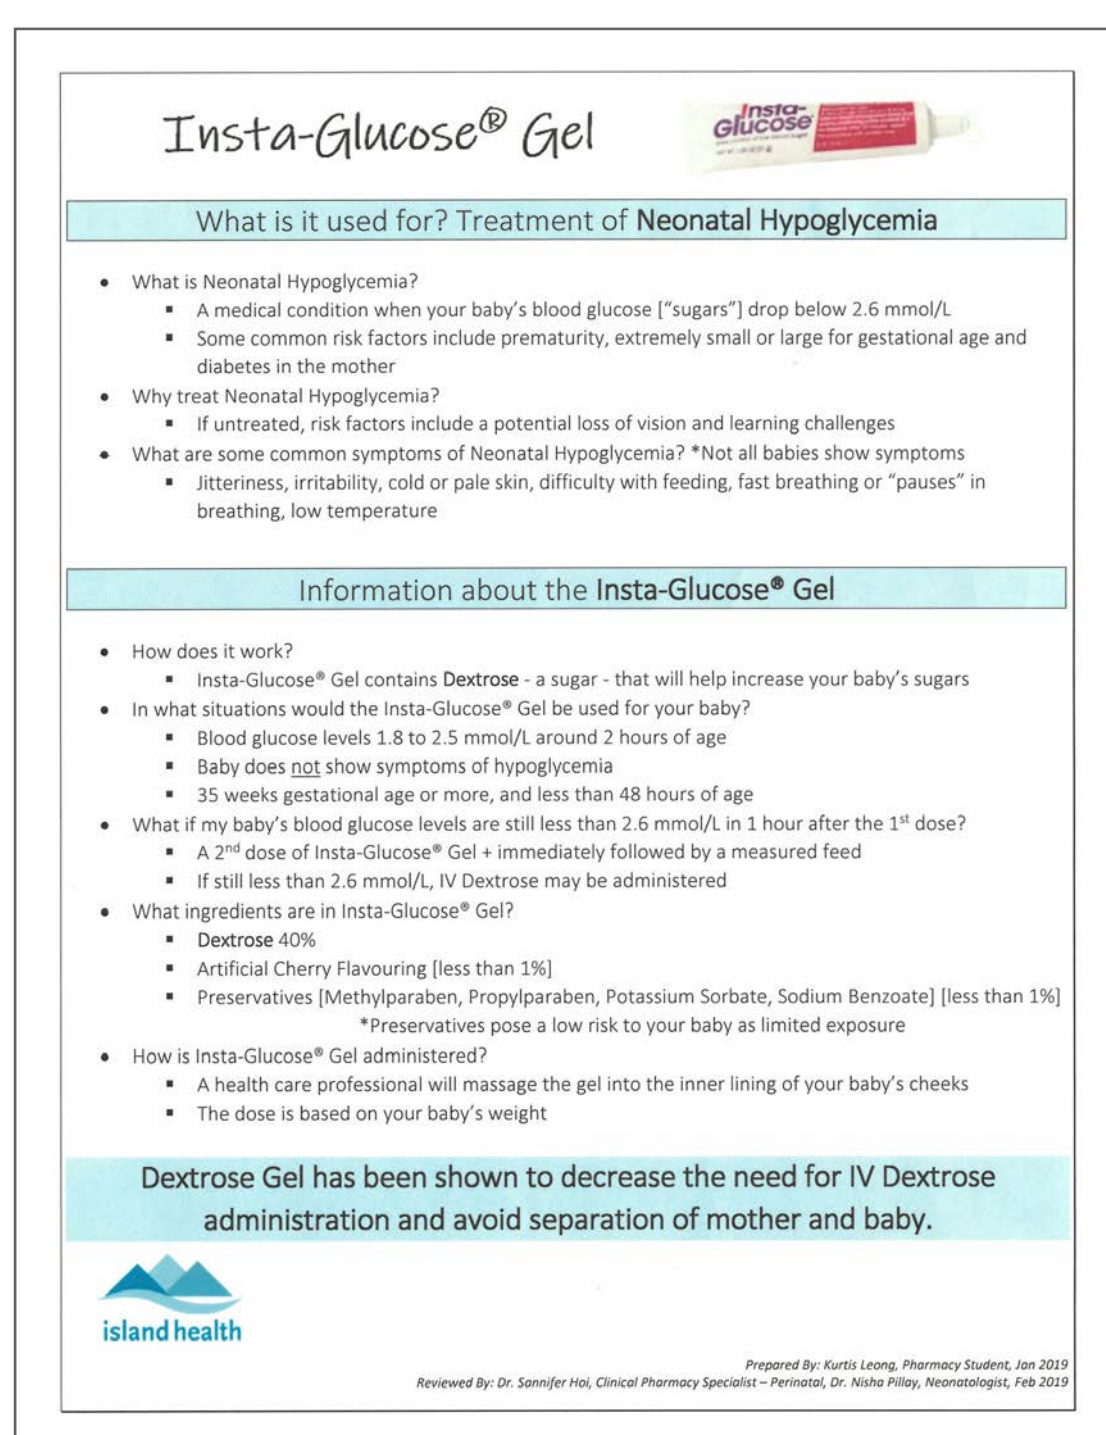 Insta-Glucose® Gel
Insta-
Glucose
What is it used for? Treatment of Neonatal Hypoglycemia
• What is Neonatal Hypoglycemia?
▪ A medical condition when your baby's blood glucose ["sugars"] drop below 2.6 mmol/L
▪ Some common risk factors include prematurity, extremely small or large for gestational age and
diabetes in the mother
• Why treat Neonatal Hypoglycemia?
▪ If untreated, risk factors include a potential loss of vision and learning challenges
• What are some common symptoms of Neonatal Hypoglycemia? *Not all babies show symptoms
▪ Jitteriness, irritability, cold or pale skin, difficulty with feeding, fast breathing or "pauses" in
breathing, low temperature
Information about the Insta-Glucose® Gel
• How does it work?
▪ Insta-Glucose® Gel contains Dextrose - a sugar - that will help increase your baby's sugars
• In what situations would the Insta-Glucose® Gel be used for your baby?
▪ Blood glucose levels 1.8 to 2.5 mmol/L around 2 hours of age
▪ Baby does not show symptoms of hypoglycemia
▪ 35 weeks gestational age or more, and less than 48 hours of age
• What if my baby's blood glucose levels are still less than 2.6 mmol/L in 1 hour after the 1st dose?
▪ A 2nd dose of Insta-Glucose® Gel + immediately followed by a measured feed
▪ If still less than 2.6 mmol/L, IV Dextrose may be administered
• What ingredients are in Insta-Glucose® Gel?
▪ Dextrose 40%
▪ Artificial Cherry Flavouring [less than 1%]
▪ Preservatives [Methylparaben, Propylparaben, Potassium Sorbate, Sodium Benzoate] [less than 1%]
*Preservatives pose a low risk to your baby as limited exposure
• How is Insta-Glucose® Gel administered?
▪ A health care professional will massage the gel into the inner lining of your baby's cheeks
▪ The dose is based on your baby's weight
Dextrose Gel has been shown to decrease the need for IV Dextrose
administration and avoid separation of mother and baby.
island health
Prepared By: Kurtis Leong, Pharmacy Student, Jan 2019
Reviewed By: Dr. Sannifer Hoi, Clinical Pharmacy Specialist – Perinatal, Dr. Nisha Pillay, Neonatologist, Feb 2019